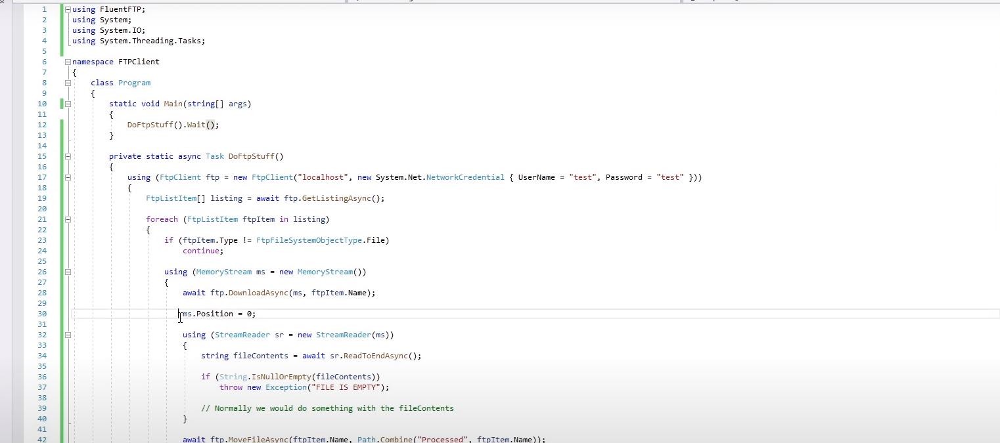 1 using FluentFTP;
2 using System;
3 using System.IO;
4 using System.Threading.Tasks;
5
6 namespace FTPClient
7 {
8 class Program
9 {
10 static void Main(string[] args)
11 {
12 DoFtpStuff().Wait();
13 }
14
15 private static async Task DoFtpStuff()
16 {
17 using (FtpClient ftp = new FtpClient("localhost", new System.Net.NetworkCredential { UserName = "test", Password = "test" }))
18 {
19 FtpListItem[] listing = await ftp.GetListingAsync();
20
21 foreach (FtpListItem ftpItem in listing)
22 {
23 if (ftpItem.Type != FtpFileSystemObjectType.File)
24 continue;
25
26 using (MemoryStream ms = new MemoryStream())
27 {
28 await ftp.DownloadAsync(ms, ftpItem.Name);
29
30 ms.Position = 0;
31
32 using (StreamReader sr = new StreamReader(ms))
33 {
34 string fileContents = await sr.ReadToEndAsync();
35
36 if (String.IsNullOrEmpty(fileContents))
37 throw new Exception("FILE IS EMPTY");
38
39 // Normally we would do something with the fileContents
40 }
41
42 await ftp.MoveFileAsync(ftpItem.Name, Path.Combine("Processed", ftpItem.Name));